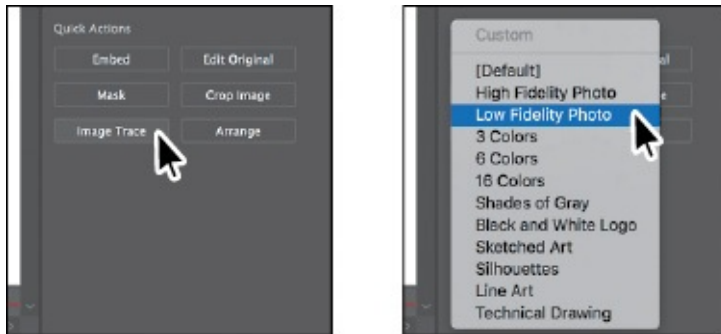 Quick Actions
Embed
Edit Original
Mask
Crop Image
Image Trace
Arrange
Custom
[Default]
High Fidelity Photo
Low Fidelity Photo
3 Colors
6 Colors
16 Colors
Shades of Gray
Black and White Logo
Sketched Art
Silhouettes
Line Art
Technical Drawing
al
e